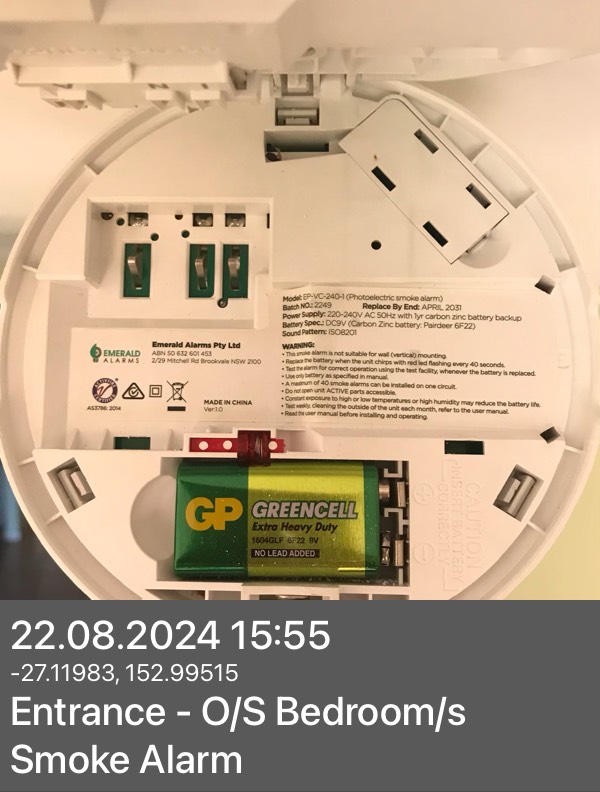 Model: EP-VC-240-1 (Photoelectric smoke alarm)
Batch NO.: 2249 Replace By End: APRIL 2031
Power Supply: 220-240V AC 50Hz with 1yr carbon zinc battery backup
Battery Spec.: DC9V (Carbon Zinc battery: Pairdeer 6F22)
Sound Pattern: ISO8201
WARNING:
• This smoke alarm is not suitable for wall (vertical) mounting.
• Replace the battery when the unit chirps with red led flashing every 40 seconds.
• Test the alarm for correct operation using the test facility, whenever the battery is replaced.
• Use only battery as specified in manual.
• A maximum of 40 smoke alarms can be installed on one circuit.
• Do not open unit ACTIVE parts accessible.
• Constant exposure to high or low temperatures or high humidity may reduce the battery life.
• Test weekly, cleaning the outside of the unit each month, refer to the user manual.
• Read the user manual before installing and operating.
EMERALD
ALARMS
Emerald Alarms Pty Ltd
ABN 50 632 601 453
2/29 Mitchell Rd Brookvale NSW 2100
AS3786: 2014
MADE IN CHINA
Ver:1.0
GP GREENCELL
Extra Heavy Duty
1604GLF 6F22 9V
NO LEAD ADDED
CAUTION
INSERT BATTERY
22.08.2024 15:55
-27.11983, 152.99515
Entrance - O/S Bedroom/s
Smoke Alarm